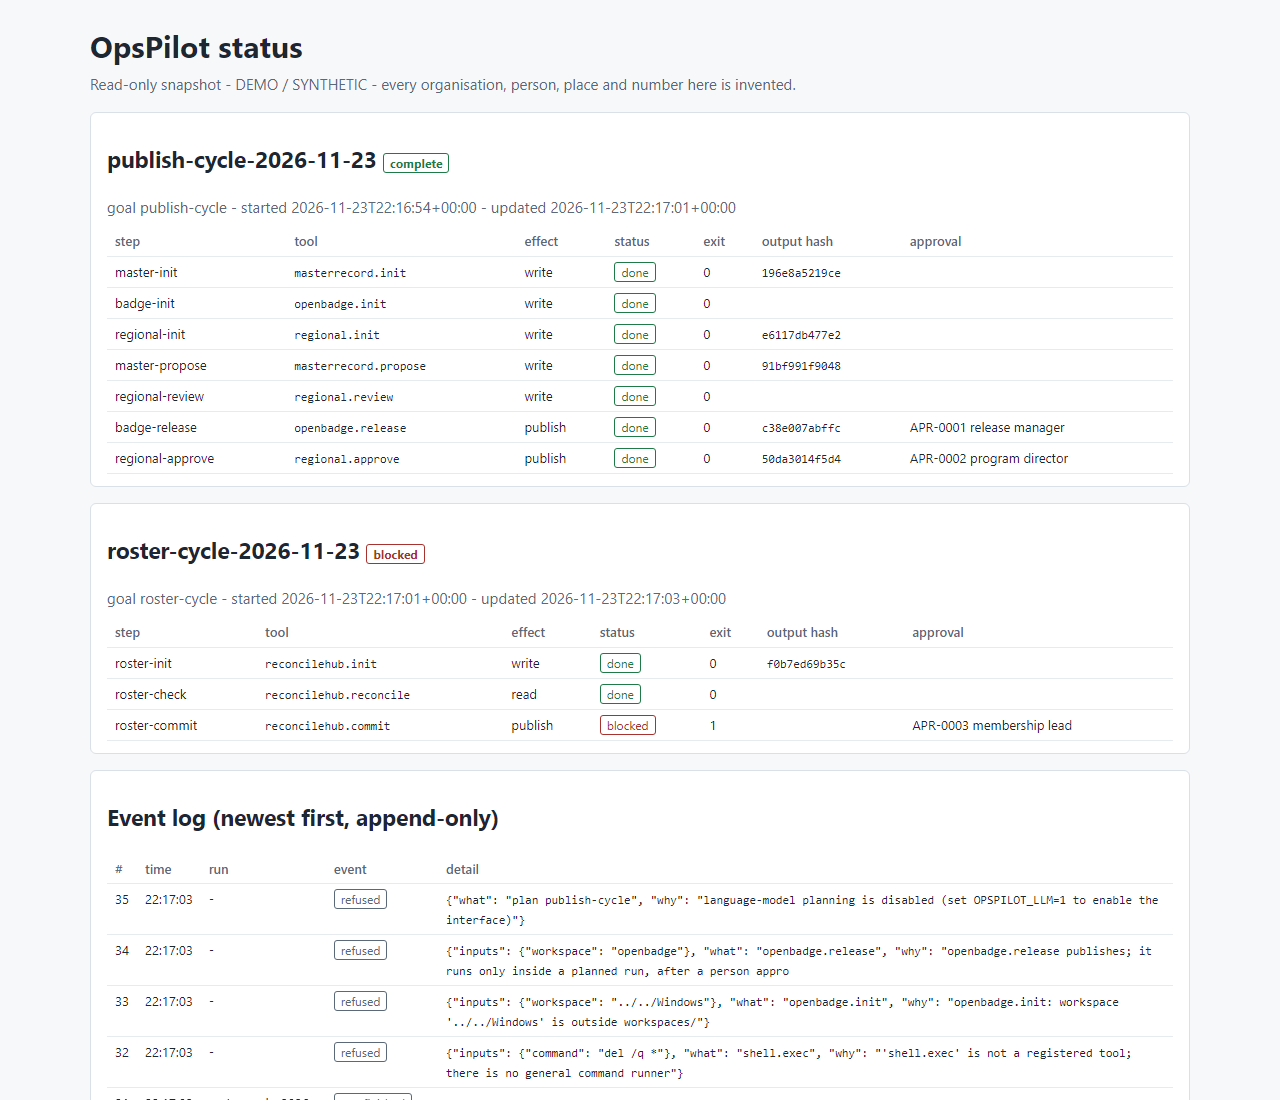 OpsPilot status
Read-only snapshot - DEMO / SYNTHETIC - every organisation, person, place and number here is invented.
publish-cycle-2026-11-23 complete
goal publish-cycle - started 2026-11-23T22:16:54+00:00 - updated 2026-11-23T22:17:01+00:00
step tool effect status exit output hash approval
master-init masterrecord.init write done 0 196e8a5219ce
badge-init openbadge.init write done 0
regional-init regional.init write done 0 e6117db477e2
master-propose masterrecord.propose write done 0 91bf991f9048
regional-review regional.review write done 0
badge-release openbadge.release publish done 0 c38e007abffc APR-0001 release manager
regional-approve regional.approve publish done 0 50da3014f5d4 APR-0002 program director
roster-cycle-2026-11-23 blocked
goal roster-cycle - started 2026-11-23T22:17:01+00:00 - updated 2026-11-23T22:17:03+00:00
step tool effect status exit output hash approval
roster-init reconcilehub.init write done 0 f0b7ed69b35c
roster-check reconcilehub.reconcile read done 0
roster-commit reconcilehub.commit publish blocked 1 APR-0003 membership lead
Event log (newest first, append-only)
# time run event detail
35 22:17:03 - refused {"what": "plan publish-cycle", "why": "language-model planning is disabled (set OPSPILOT_LLM=1 to enable the
interface)"}
34 22:17:03 - refused {"inputs": {"workspace": "openbadge"}, "what": "openbadge.release", "why": "openbadge.release publishes; it
runs only inside a planned run, after a person appro
33 22:17:03 - refused {"inputs": {"workspace": "../../Windows"}, "what": "openbadge.init", "why": "openbadge.init: workspace
'../../Windows' is outside workspaces/"}
32 22:17:03 - refused {"inputs": {"command": "del /q *"}, "what": "shell.exec", "why": "'shell.exec' is not a registered tool;
there is no general command runner"}